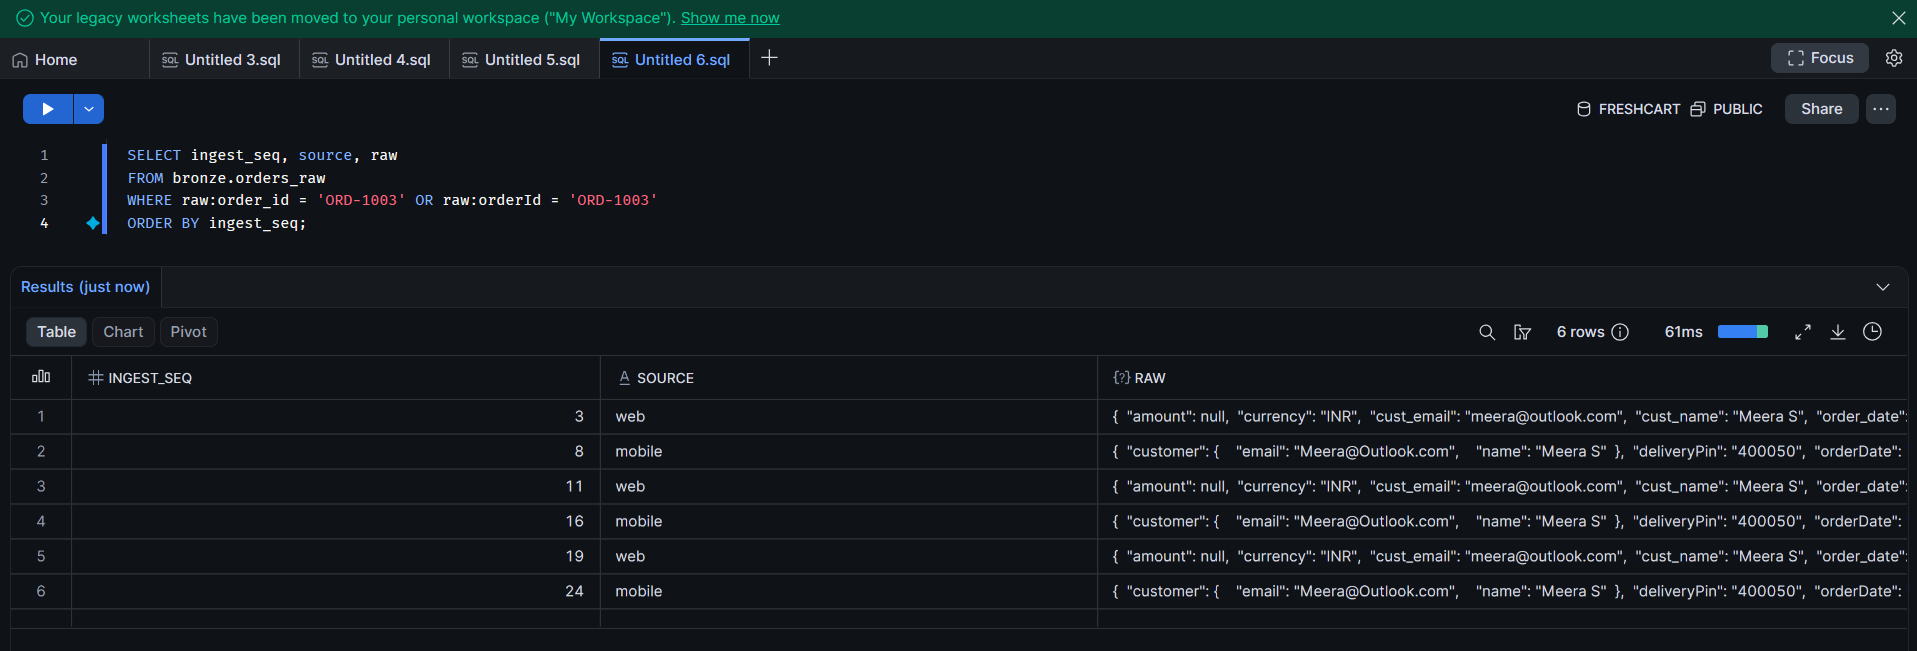 Your legacy worksheets have been moved to your personal workspace ("My Workspace"). Show me now
Home
SQL Untitled 3.sql
SQL Untitled 4.sql
SQL Untitled 5.sql
SQL Untitled 6.sql
Focus
FRESHCART PUBLIC Share
1 SELECT ingest_seq, source, raw
2 FROM bronze.orders_raw
3 WHERE raw:order_id = 'ORD-1003' OR raw:orderId = 'ORD-1003'
4 ORDER BY ingest_seq;
Results (just now)
Table Chart Pivot 6 rows 61ms
# INGEST_SEQ A SOURCE {?} RAW
1 3 web { "amount": null, "currency": "INR", "cust_email": "meera@outlook.com", "cust_name": "Meera S", "order_date":
2 8 mobile { "customer": { "email": "Meera@Outlook.com", "name": "Meera S" }, "deliveryPin": "400050", "orderDate":
3 11 web { "amount": null, "currency": "INR", "cust_email": "meera@outlook.com", "cust_name": "Meera S", "order_date":
4 16 mobile { "customer": { "email": "Meera@Outlook.com", "name": "Meera S" }, "deliveryPin": "400050", "orderDate":
5 19 web { "amount": null, "currency": "INR", "cust_email": "meera@outlook.com", "cust_name": "Meera S", "order_date":
6 24 mobile { "customer": { "email": "Meera@Outlook.com", "name": "Meera S" }, "deliveryPin": "400050", "orderDate":